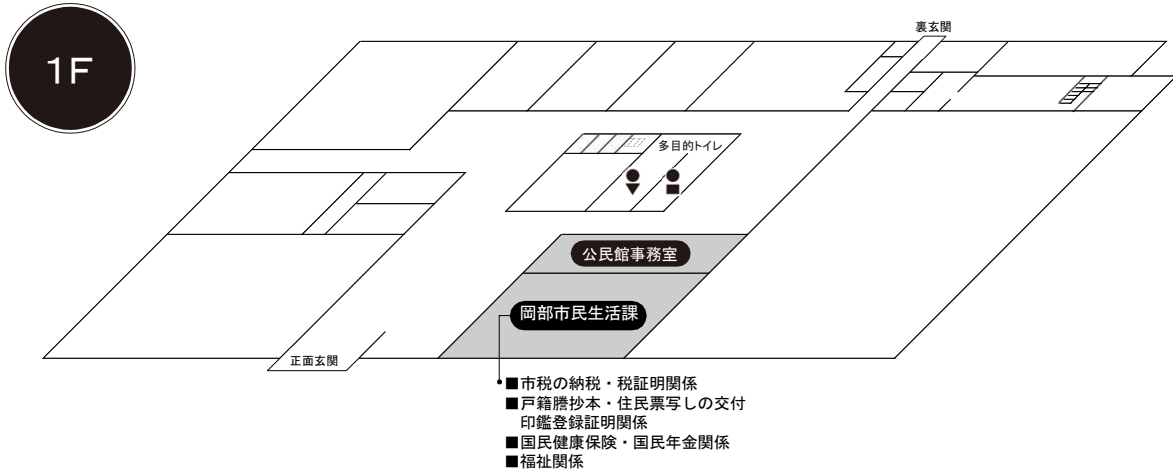 1F
裏玄関
多目的トイレ
公民館事務室
岡部市民生活課
正面玄関
■市税の納税・税証明関係
■戸籍謄抄本・住民票写しの交付
印鑑登録証明関係
■国民健康保険・国民年金関係
■福祉関係